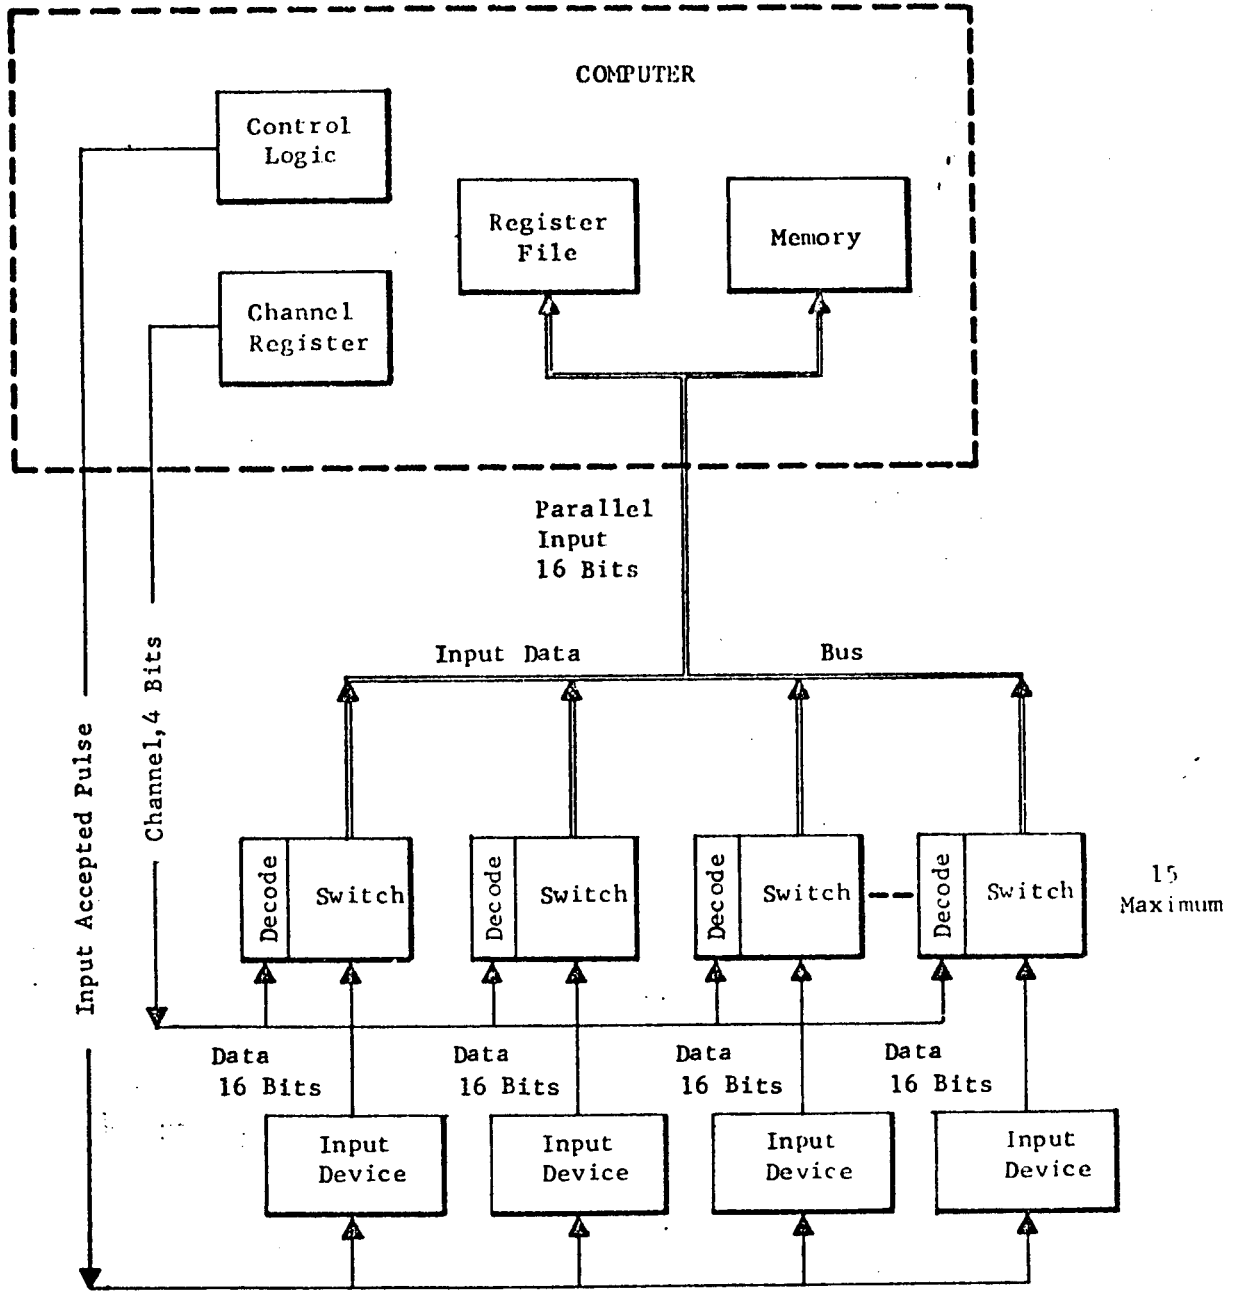 COMPUTER
Control
Logic
Register
File
Memory
Channel
Register
Parallel
Input
16 Bits
Input Data
Bus
Channel,4 Bits
Input Accepted Pulse
Decode
Switch
Decode
Switch
Decode
Switch
Decode
Switch
15
Maximum
Data
16 Bits
Data
16 Bits
Data
16 Bits
Data
16 Bits
Input
Device
Input
Device
Input
Device
Input
Device